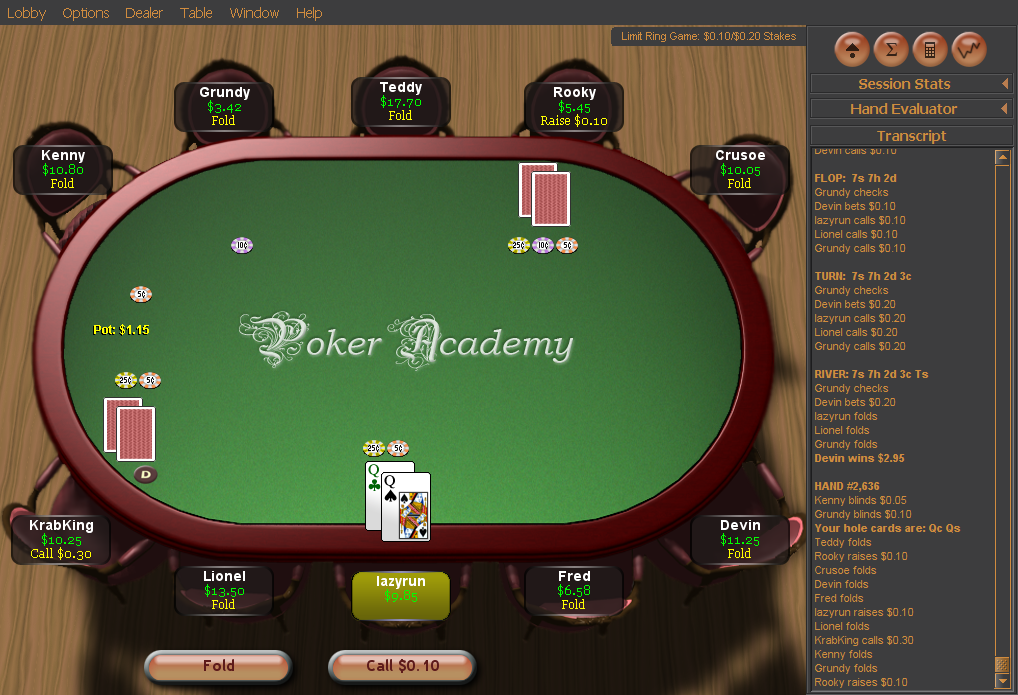 Lobby Options Dealer Table Window Help
Limit Ring Game: $0.10/$0.20 Stakes
Grundy
$3.42
Fold
Teddy
$17.70
Fold
Rooky
$5.45
Raise $0.10
Kenny
$10.80
Fold
Crusoe
$10.05
Fold
10¢
25¢ 10¢ 5¢
5¢
Pot: $1.15
Poker Academy
25¢ 5¢
25¢ 5¢
D
Q Q
KrabKing
$10.25
Call $0.30
Devin
$11.25
Fold
Lionel
$13.50
Fold
lazyrun
$9.85
Fred
$6.58
Fold
Fold
Call $0.10
Σ
Session Stats
Hand Evaluator
Transcript
Devin calls $0.10
FLOP: 7s 7h 2d
Grundy checks
Devin bets $0.10
lazyrun calls $0.10
Lionel calls $0.10
Grundy calls $0.10
TURN: 7s 7h 2d 3c
Grundy checks
Devin bets $0.20
lazyrun calls $0.20
Lionel calls $0.20
Grundy calls $0.20
RIVER: 7s 7h 2d 3c Ts
Grundy checks
Devin bets $0.20
lazyrun folds
Lionel folds
Grundy folds
Devin wins $2.95
HAND #2,636
Kenny blinds $0.05
Grundy blinds $0.10
Your hole cards are: Qc Qs
Teddy folds
Rooky raises $0.10
Crusoe folds
Devin folds
Fred folds
lazyrun raises $0.10
Lionel folds
KrabKing calls $0.30
Kenny folds
Grundy folds
Rooky raises $0.10